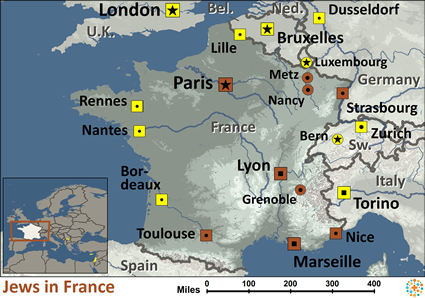 London
Bel.
Ned.
Dusseldorf
U.K.
Lille
Bruxelles
Luxembourg
Paris
Metz
Germany
Nancy
Rennes
Strasbourg
Nantes
France
Bern
Zurich
Sw.
Lyon
Bor-
deaux
Grenoble
Italy
Torino
Toulouse
Nice
Marseille
Spain
Jews in France
Miles
0 100 200 300 400